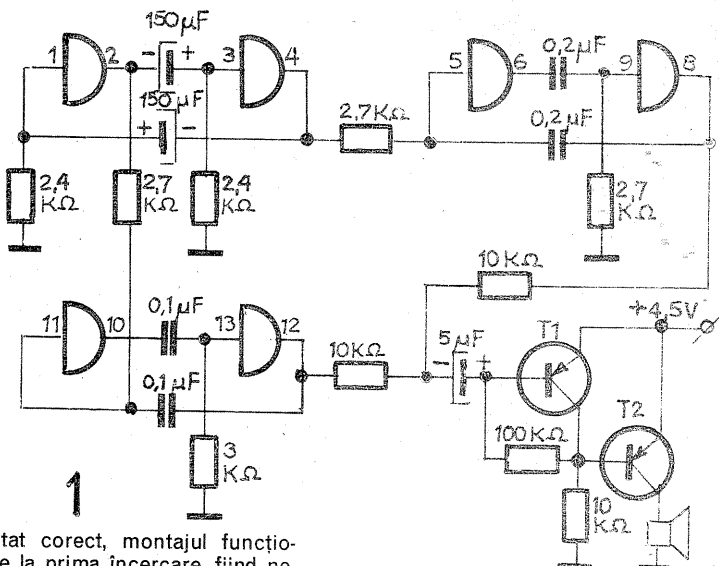 150µF
1
2
-
+
3
4
150µF
+
-
2,4
KΩ
2,7
KΩ
2,4
KΩ
2,7KΩ
5
6
0,2µF
9
8
0,2µF
2,7
KΩ
10KΩ
+4,5V
11
10
0,1µF
13
12
0,1µF
10KΩ
3
KΩ
5µF
-
+
T1
T2
100KΩ
10
KΩ
1
tat corect, montajul funcțio-
e la prima încercare, fiind ne-